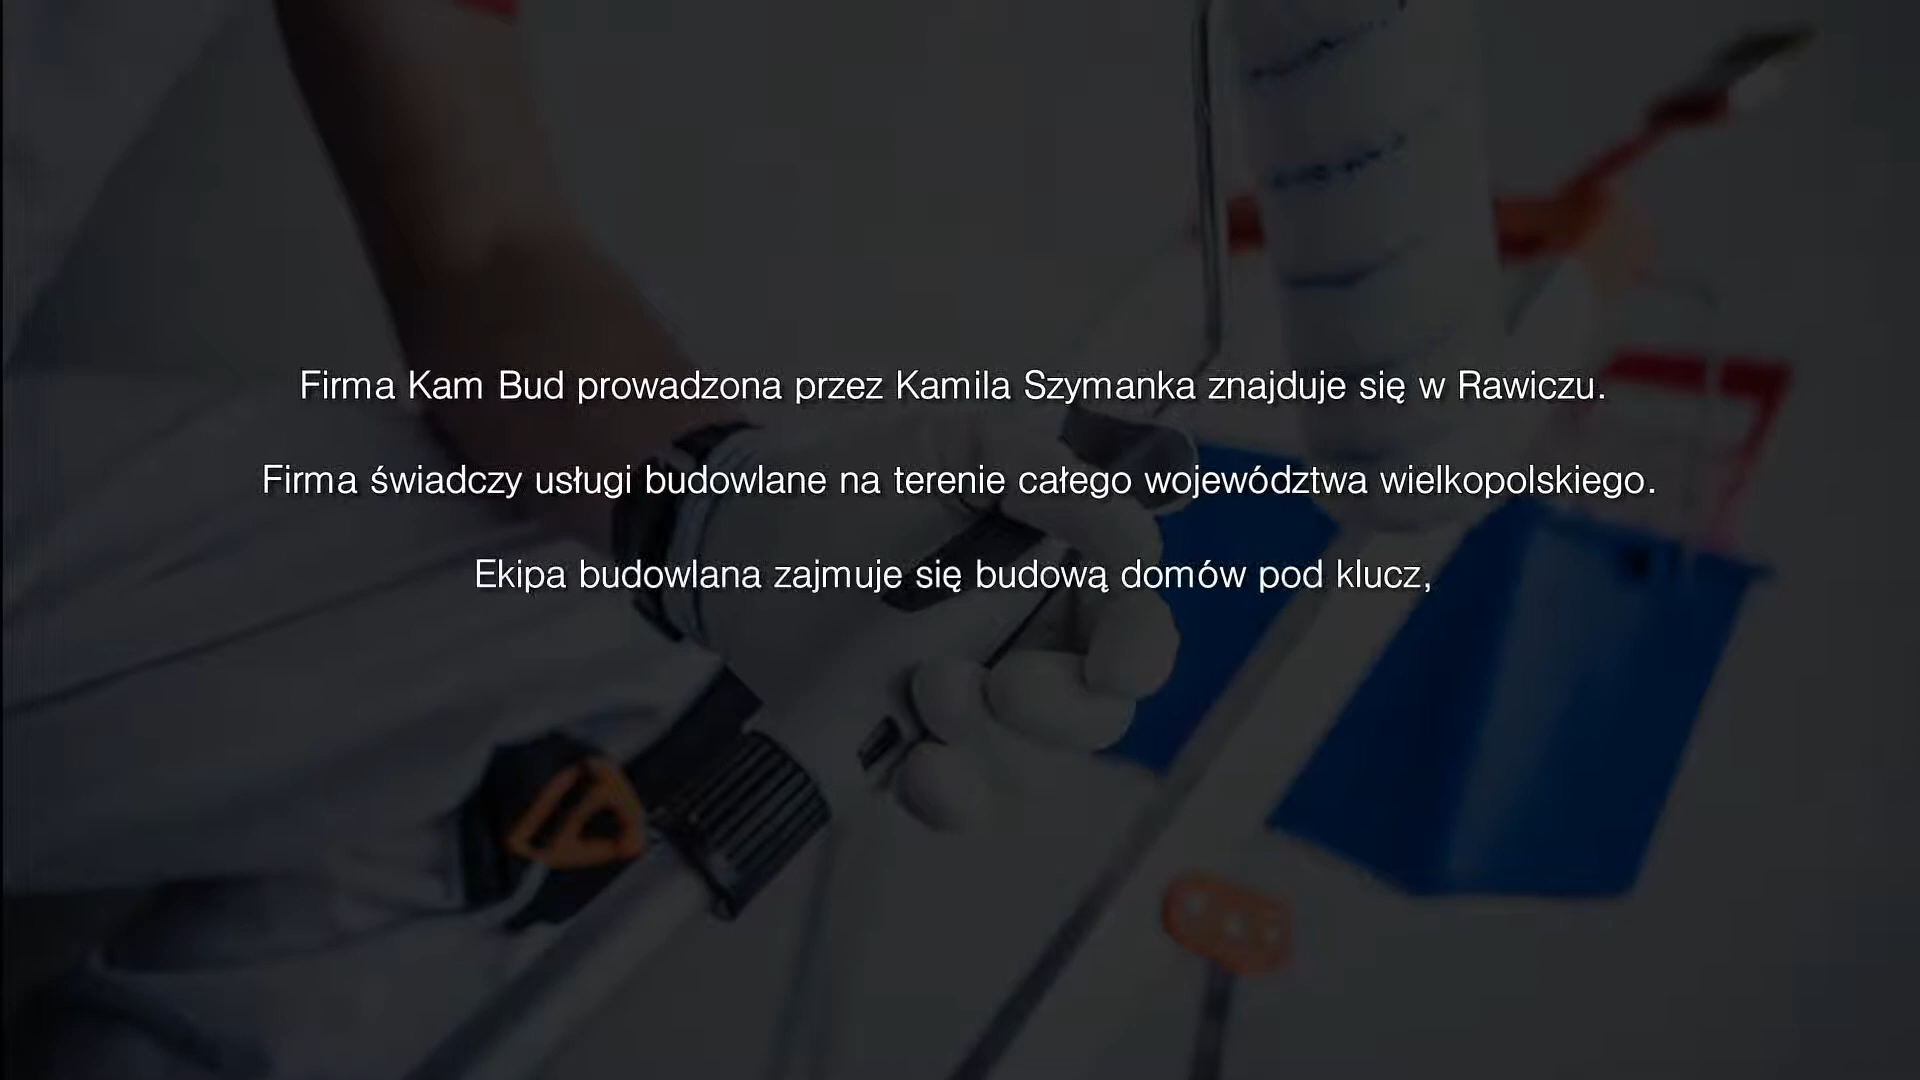 Firma Kam Bud prowadzona przez Kamila Szymanka znajduje się w Rawiczu.
Firma świadczy usługi budowlane na terenie całego województwa wielkopolskiego.
Ekipa budowlana zajmuje się budową domów pod klucz,